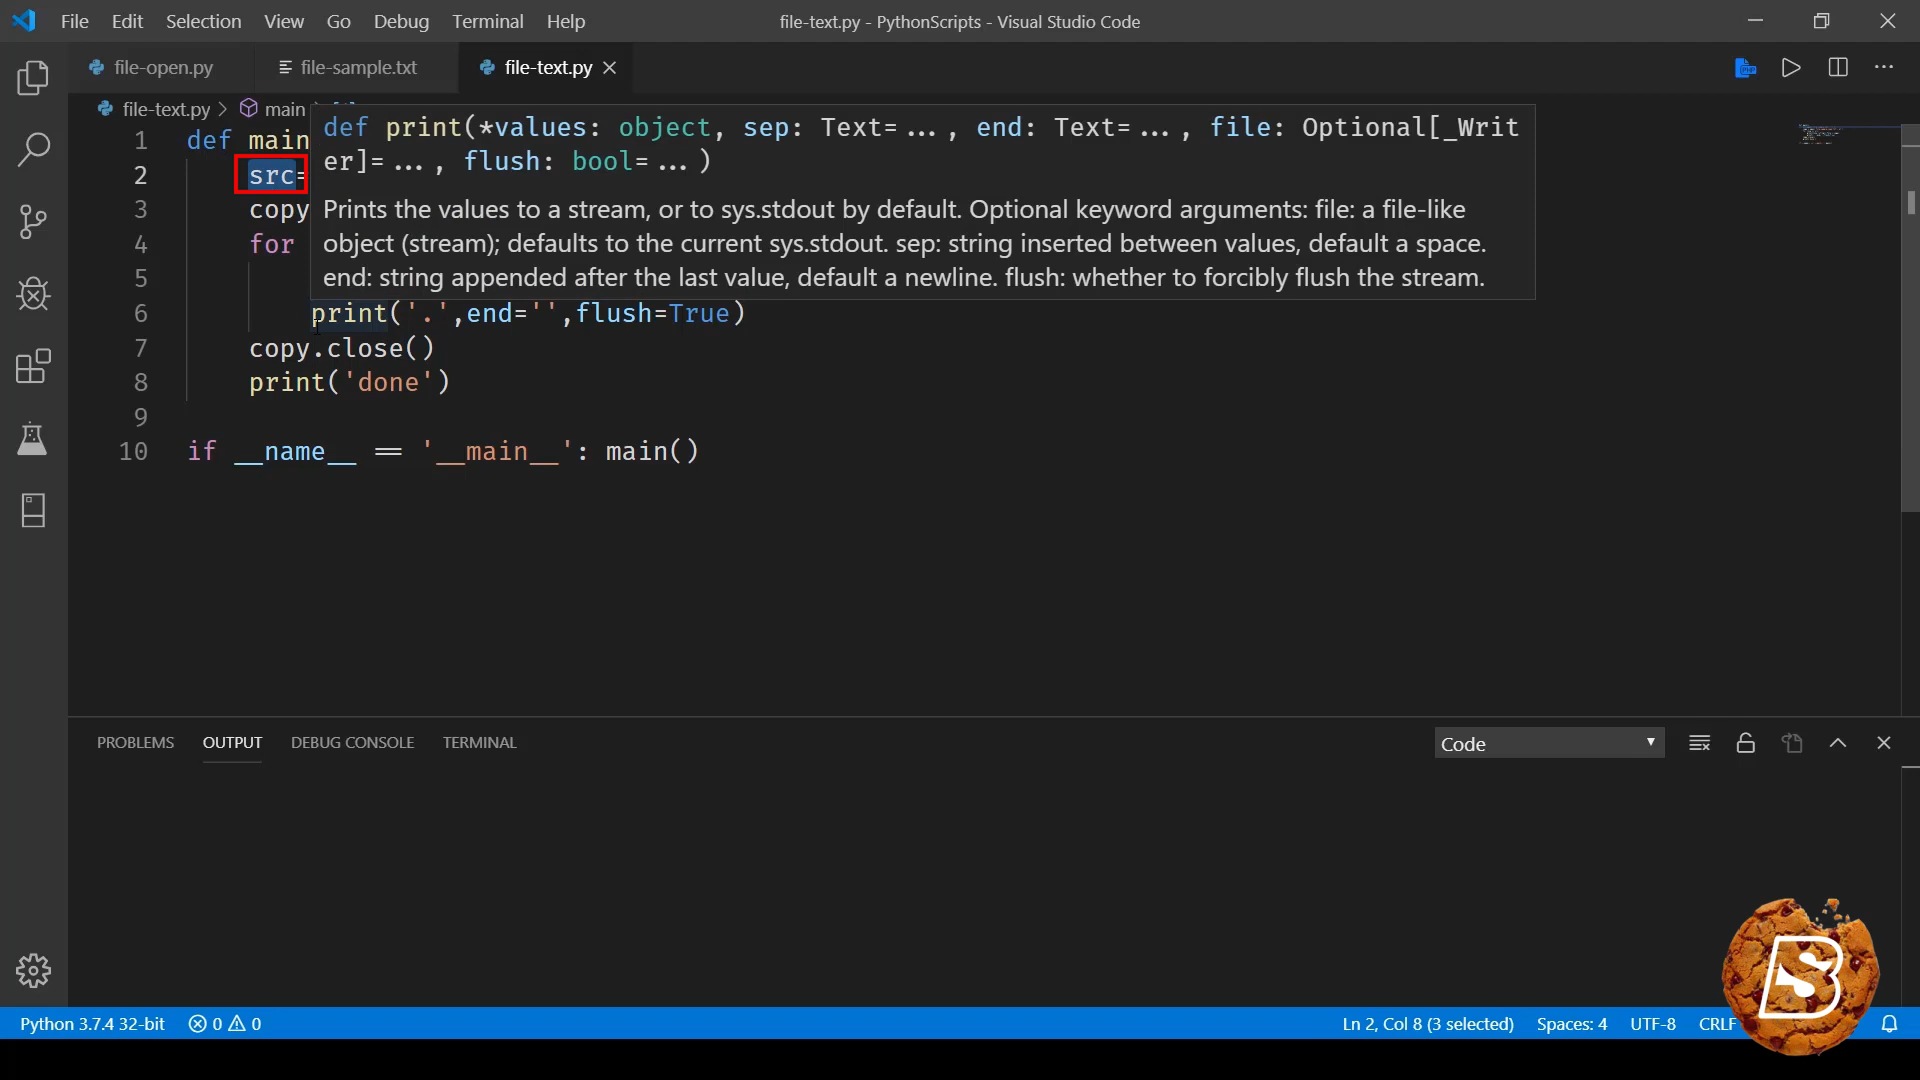 File Edit Selection View Go Debug Terminal Help file-text.py - PythonScripts - Visual Studio Code
file-open.py file-sample.txt file-text.py
file-text.py > main
def print(*values: object, sep: Text=..., end: Text=..., file: Optional[_Writ
er]=..., flush: bool=...)
Prints the values to a stream, or to sys.stdout by default. Optional keyword arguments: file: a file-like
object (stream); defaults to the current sys.stdout. sep: string inserted between values, default a space.
end: string appended after the last value, default a newline. flush: whether to forcibly flush the stream.
1 def main
2 src=
3 copy
4 for
5
6 print('.',end='',flush=True)
7 copy.close()
8 print('done')
9
10 if __name__ == '__main__': main()
PROBLEMS OUTPUT DEBUG CONSOLE TERMINAL Code
Python 3.7.4 32-bit 0 0 Ln 2, Col 8 (3 selected) Spaces: 4 UTF-8 CRLF